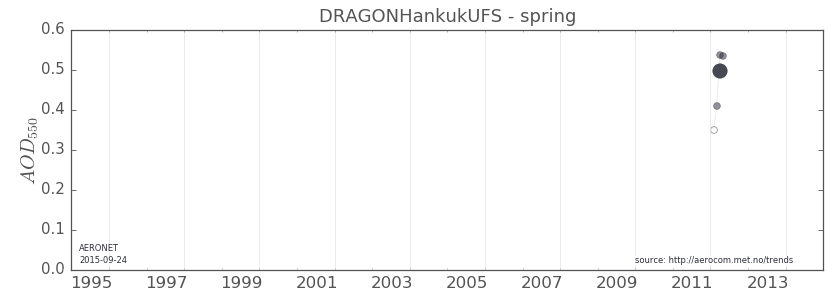 DRAGONHankukUFS - spring
0.6
0.5
0.4
0.3
0.2
0.1
0.0
AOD550
AERONET
2015-09-24
source: http://aerocom.met.no/trends
1995 1997 1999 2001 2003 2005 2007 2009 2011 2013